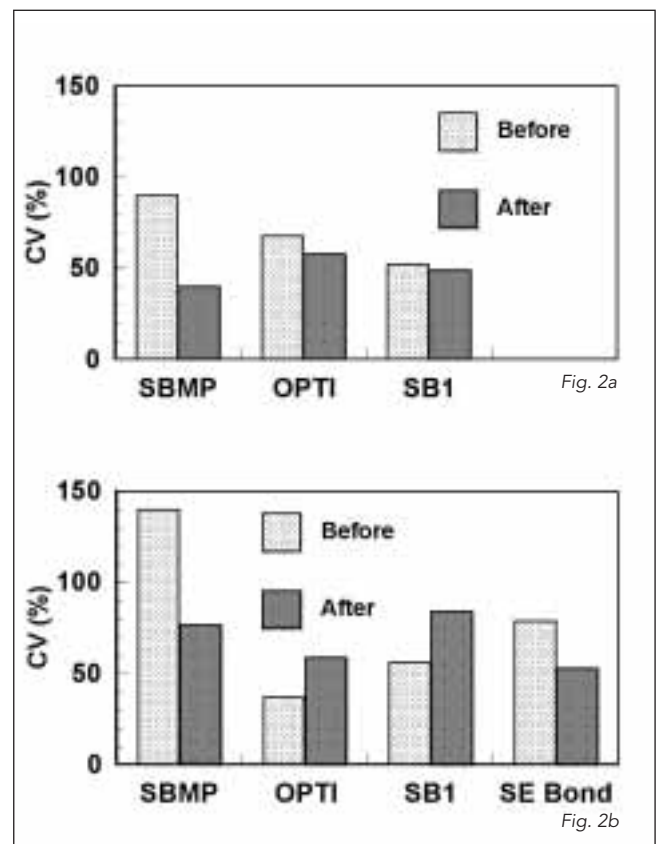 150
Before
100
After
CV (%)
50
0
SBMP OPTI SB1
Fig. 2a
150
Before
100
After
CV (%)
50
0
SBMP OPTI SB1 SE Bond
Fig. 2b